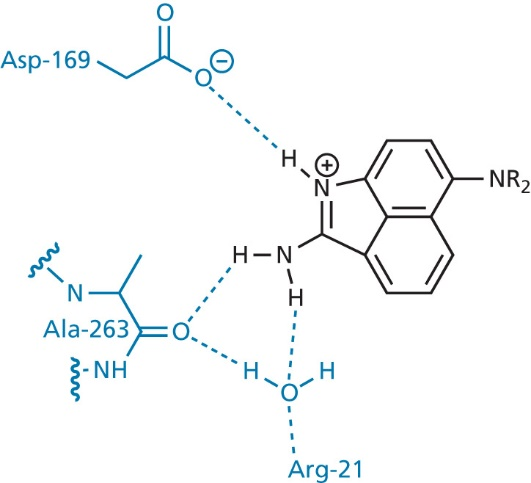 O
Asp-169
O ⊖
H
⊕
N
NR2
H
N
H
N
Ala-263
O
NH
H
H
O
Arg-21